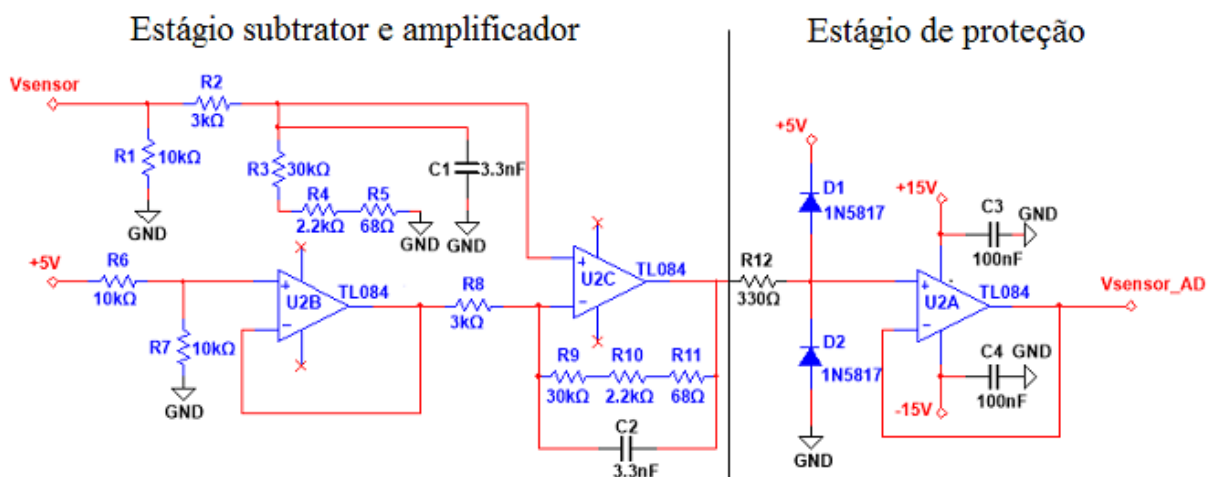 Estágio subtrator e amplificador
Estágio de proteção
Vsensor
R2
3kΩ
R1
10kΩ
GND
R3
30kΩ
R4
2.2kΩ
R5
68Ω
GND
C1
3.3nF
GND
+5V
R6
10kΩ
R7
10kΩ
GND
+
−
U2B
TL084
R8
3kΩ
+
−
U2C
TL084
R9
30kΩ
R10
2.2kΩ
R11
68Ω
C2
3.3nF
R12
330Ω
+5V
D1
1N5817
D2
1N5817
GND
+15V
C3
100nF
GND
+
−
U2A
TL084
C4
100nF
GND
-15V
Vsensor_AD